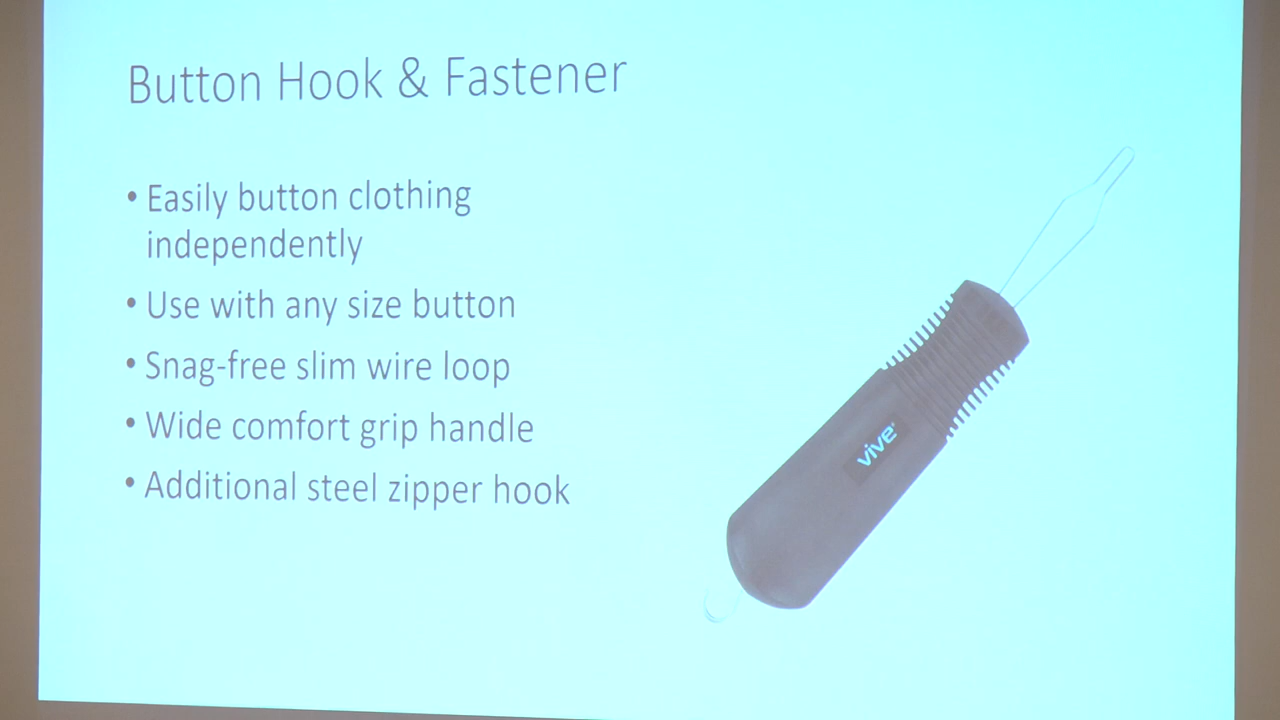 Button Hook & Fastener
• Easily button clothing
independently
• Use with any size button
• Snag-free slim wire loop
• Wide comfort grip handle
• Additional steel zipper hook
vive